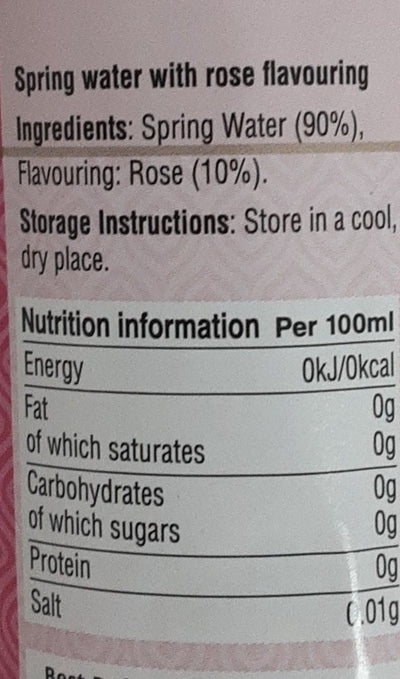 Spring water with rose flavouring
Ingredients: Spring Water (90%),
Flavouring: Rose (10%).
Storage Instructions: Store in a cool,
dry place.
Nutrition information Per 100ml
Energy 0kJ/0kcal
Fat 0g
of which saturates 0g
Carbohydrates 0g
of which sugars 0g
Protein 0g
Salt 0.01g